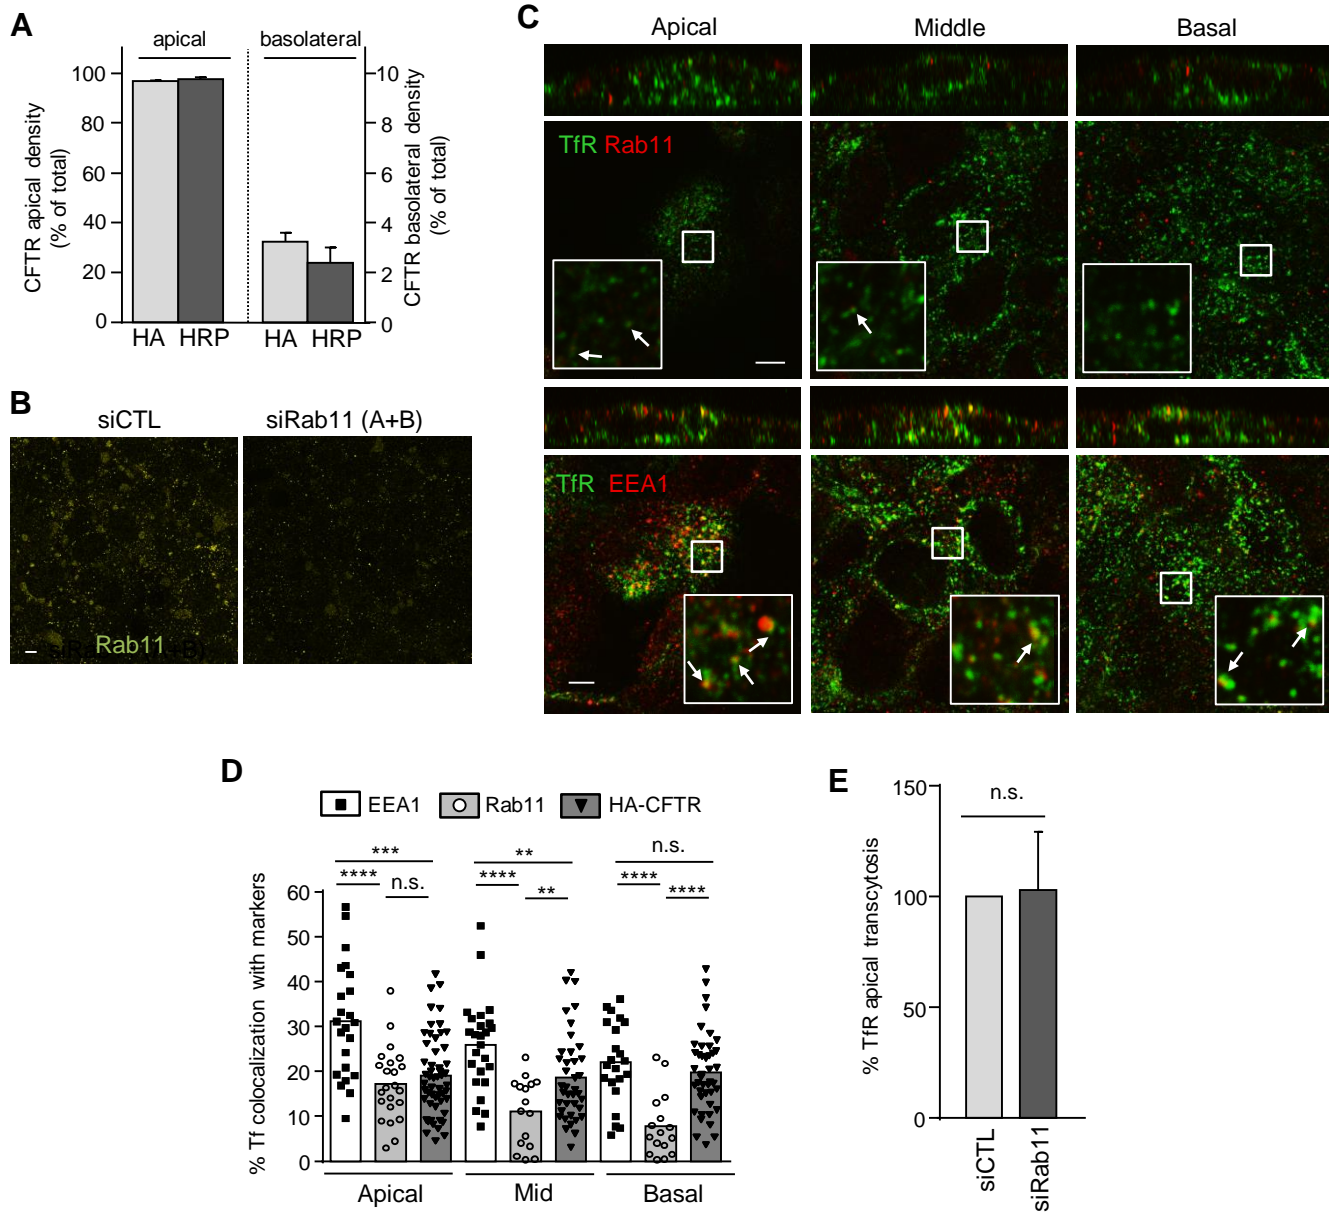 A
apical
basolateral
CFTR apical density
(% of total)
100
80
60
40
20
0
10
8
6
4
2
0
CFTR basolateral density
(% of total)
HA HRP HA HRP
B
siCTL siRab11 (A+B)
Rab11
C
Apical Middle Basal
TfR Rab11
TfR EEA1
D
EEA1 Rab11 HA-CFTR
*** ** n.s.
**** n.s. **** ** **** ****
% Tf colocalization with markers
60
50
40
30
20
10
0
Apical Mid Basal
E
n.s.
% TfR apical transcytosis
150
100
50
0
siCTL
siRab11